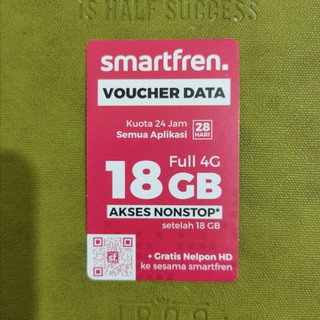 IS HALF SUCCESS
smartfren.
VOUCHER DATA
Kuota 24 Jam
Semua Aplikasi
28
HARI
Full 4G
18 GB
AKSES NONSTOP*
setelah 18 GB
sf.
+ Gratis Nelpon HD
ke sesama smartfren